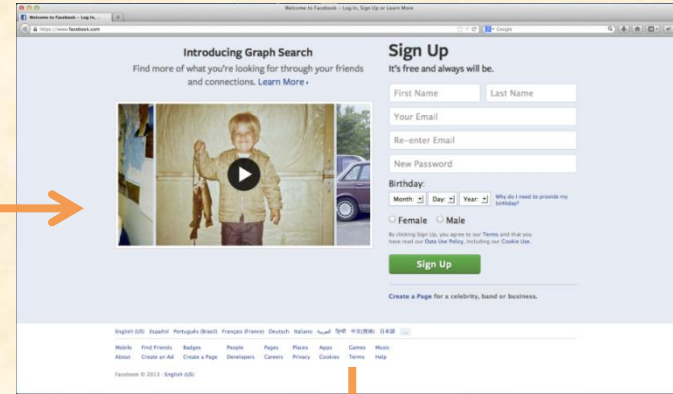 Welcome to Facebook - Log In, Sign Up or Learn More
Welcome to Facebook - Log In, ...
https://www.facebook.com
Google
Introducing Graph Search
Find more of what you're looking for through your friends
and connections. Learn More ›
Sign Up
It's free and always will be.
First Name
Last Name
Your Email
Re-enter Email
New Password
Birthday:
Month: Day: Year:
Why do I need to provide my
birthday?
Female Male
By clicking Sign Up, you agree to our Terms and that you
have read our Data Use Policy, including our Cookie Use.
Sign Up
Create a Page for a celebrity, band or business.
English (US) Español Português (Brasil) Français (France) Deutsch Italiano العربية हिन्दी 中文(简体) 日本語 ...
Mobile Find Friends Badges People Pages Places Apps Games Music
About Create an Ad Create a Page Developers Careers Privacy Cookies Terms Help
Facebook © 2013 · English (US)